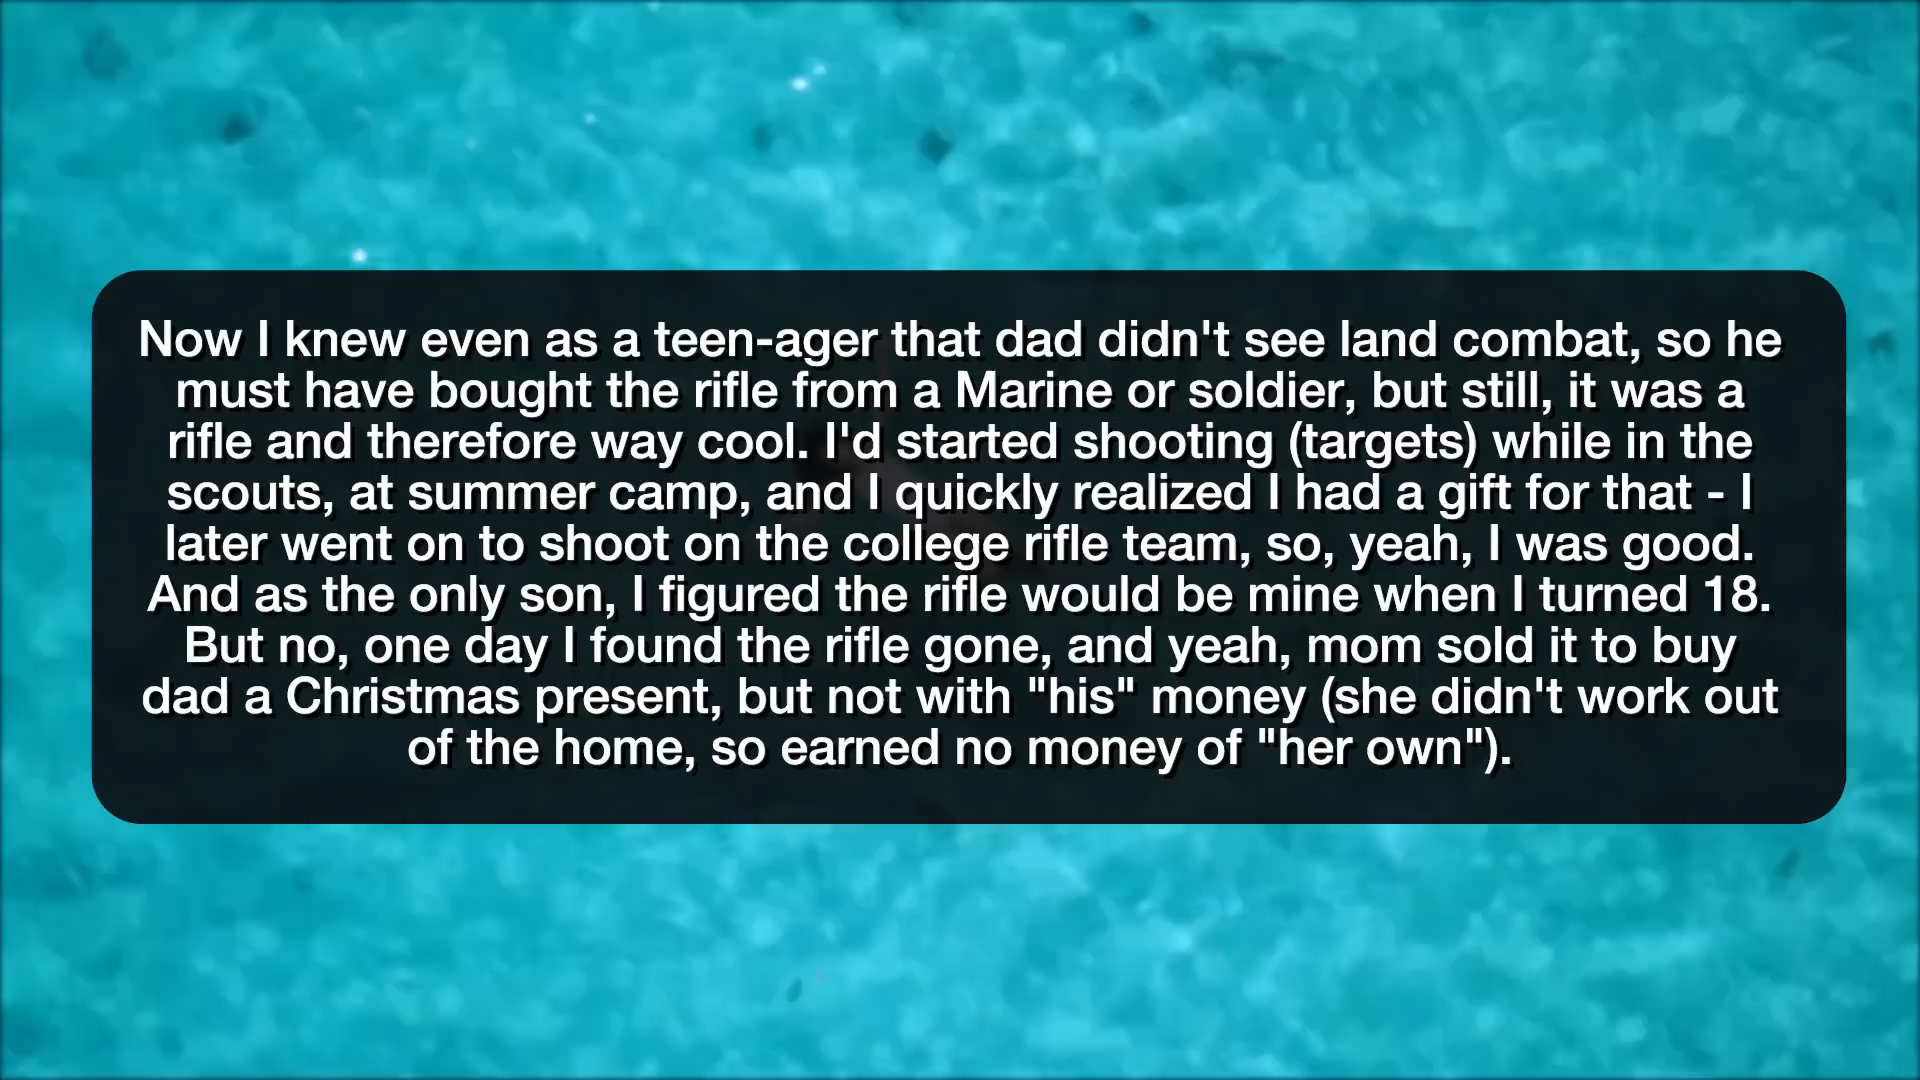 Now I knew even as a teen-ager that dad didn't see land combat, so he
must have bought the rifle from a Marine or soldier, but still, it was a
rifle and therefore way cool. I'd started shooting (targets) while in the
scouts, at summer camp, and I quickly realized I had a gift for that - I
later went on to shoot on the college rifle team, so, yeah, I was good.
And as the only son, I figured the rifle would be mine when I turned 18.
But no, one day I found the rifle gone, and yeah, mom sold it to buy
dad a Christmas present, but not with "his" money (she didn't work out
of the home, so earned no money of "her own").